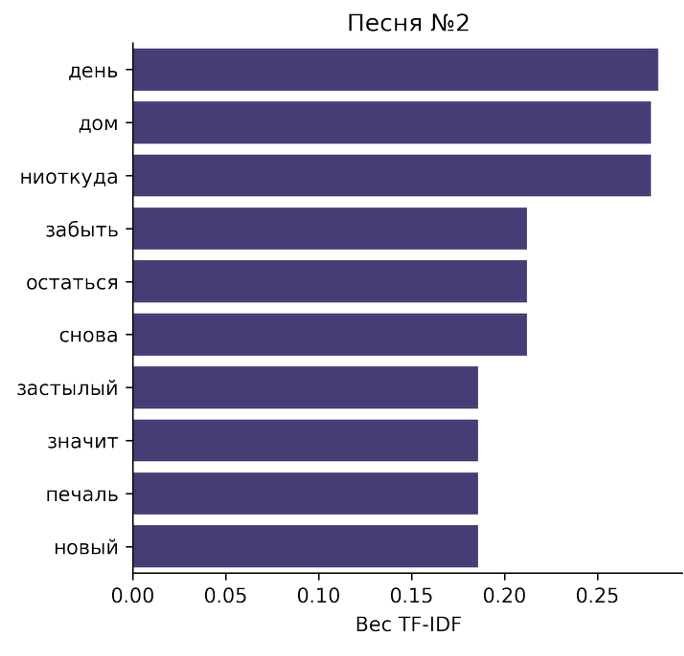 Песня №2
день
дом
ниоткуда
забыть
остаться
снова
застылый
значит
печаль
новый
0.00 0.05 0.10 0.15 0.20 0.25
Вес TF-IDF